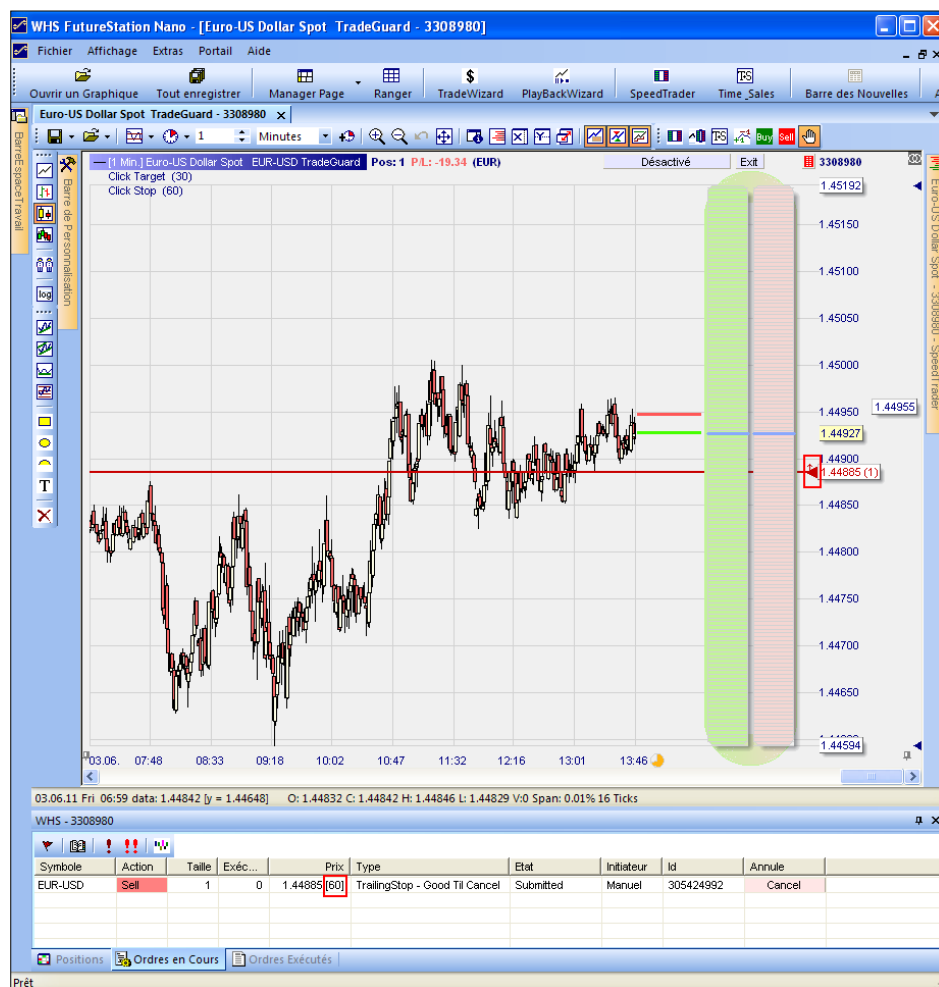 WHS FutureStation Nano - [Euro-US Dollar Spot  TradeGuard - 3308980]
Fichier Affichage Extras Portail Aide
Ouvrir un Graphique Tout enregistrer Manager Page Ranger TradeWizard PlayBackWizard SpeedTrader Time_Sales Barre des Nouvelles
Euro-US Dollar Spot TradeGuard - 3308980 x
1 Minutes TS Buy Sell
BarreEspaceTravail
Barre de Personnalisation
[1 Min.] Euro-US Dollar Spot EUR-USD TradeGuard Pos: 1 P/L: -19.34 (EUR) Désactivé Exit 3308980
Click Target (30)
Click Stop (60)
log
T
Euro-US Dollar Spot - 3308980 - SpeedTrader
1.45192
1.45150
1.45100
1.45050
1.45000
1.44950 1.44955
1.44927
1.44900
1.44885 (1)
1.44850
1.44800
1.44750
1.44700
1.44650
1.44594
03.06. 07:48 08:33 09:18 10:02 10:47 11:32 12:16 13:01 13:46
03.06.11 Fri 06:59 data: 1.44842 [y = 1.44648] O: 1.44832 C: 1.44842 H: 1.44846 L: 1.44829 V:0 Span: 0.01% 16 Ticks
WHS - 3308980
Symbole Action Taille Exéc... Prix Type Etat Initiateur Id Annule
EUR-USD Sell 1 0 1.44885 [60] TrailingStop - Good Til Cancel Submitted Manuel 305424992 Cancel
Positions Ordres en Cours Ordres Exécutés
Prêt